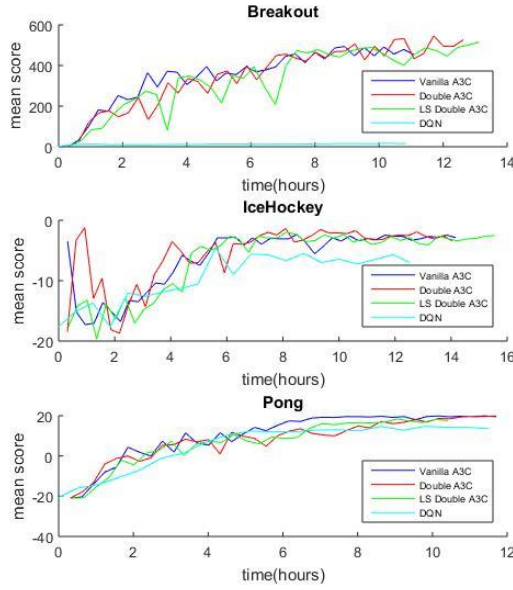 Breakout
600
400
200
0
mean score
0 2 4 6 8 10 12 14
time(hours)
Vanilla A3C
Double A3C
LS Double A3C
DQN
IceHockey
0
-10
-20
mean score
0 2 4 6 8 10 12 14 16
time(hours)
Vanilla A3C
Double A3C
LS Double A3C
DQN
Pong
20
0
-20
-40
mean score
0 2 4 6 8 10 12
time(hours)
Vanilla A3C
Double A3C
LS Double A3C
DQN